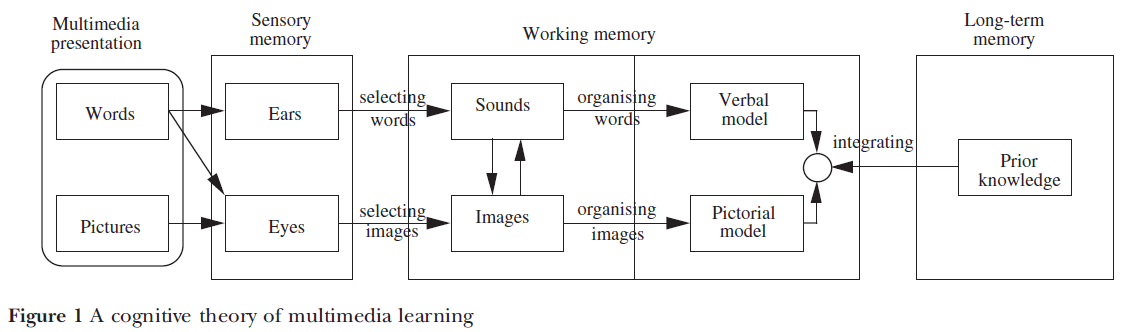 Multimedia
presentation
Sensory
memory
Working memory
Long-term
memory
Words
Ears
selecting
words
Sounds
organising
words
Verbal
model
integrating
Prior
knowledge
Pictures
Eyes
selecting
images
Images
organising
images
Pictorial
model
Figure 1 A cognitive theory of multimedia learning